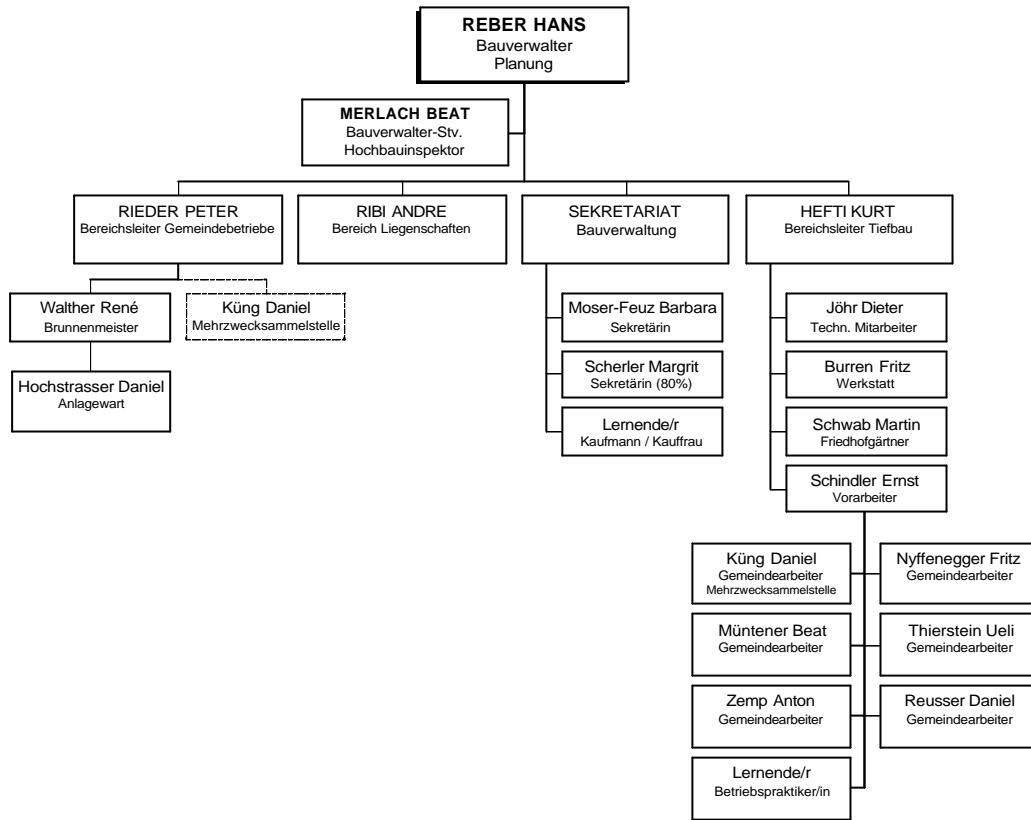 REBER HANS
Bauverwalter
Planung
MERLACH BEAT
Bauverwalter-Stv.
Hochbauinspektor
RIEDER PETER
Bereichsleiter Gemeindebetriebe
RIBI ANDRE
Bereich Liegenschaften
SEKRETARIAT
Bauverwaltung
HEFTI KURT
Bereichsleiter Tiefbau
Walther René
Brunnenmeister
Küng Daniel
Mehrzwecksammelstelle
Hochstrasser Daniel
Anlagewart
Moser-Feuz Barbara
Sekretärin
Scherler Margrit
Sekretärin (80%)
Lernende/r
Kaufmann / Kauffrau
Jöhr Dieter
Techn. Mitarbeiter
Burren Fritz
Werkstatt
Schwab Martin
Friedhofgärtner
Schindler Ernst
Vorarbeiter
Küng Daniel
Gemeindearbeiter
Mehrzwecksammelstelle
Nyffenegger Fritz
Gemeindearbeiter
Müntener Beat
Gemeindearbeiter
Thierstein Ueli
Gemeindearbeiter
Zemp Anton
Gemeindearbeiter
Reusser Daniel
Gemeindearbeiter
Lernende/r
Betriebspraktiker/in